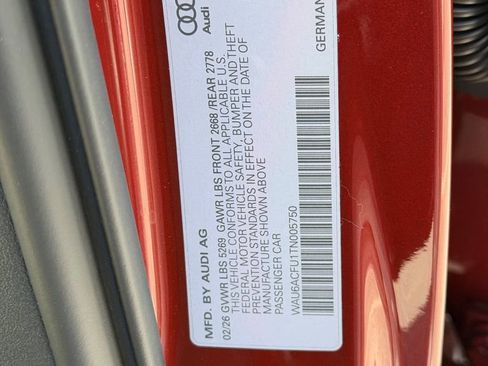 Audi
MFD. BY AUDI AG
GERMAN
02/26 GVWR LBS 5269 GAWR LBS FRONT 2668 /REAR 2778
THIS VEHICLE CONFORMS TO ALL APPLICABLE U.S.
FEDERAL MOTOR VEHICLE SAFETY, BUMPER AND THEFT
PREVENTION STANDARDS IN EFFECT ON THE DATE OF
MANUFACTURE SHOWN ABOVE
PASSENGER CAR
WAU6ACFU1TN005750